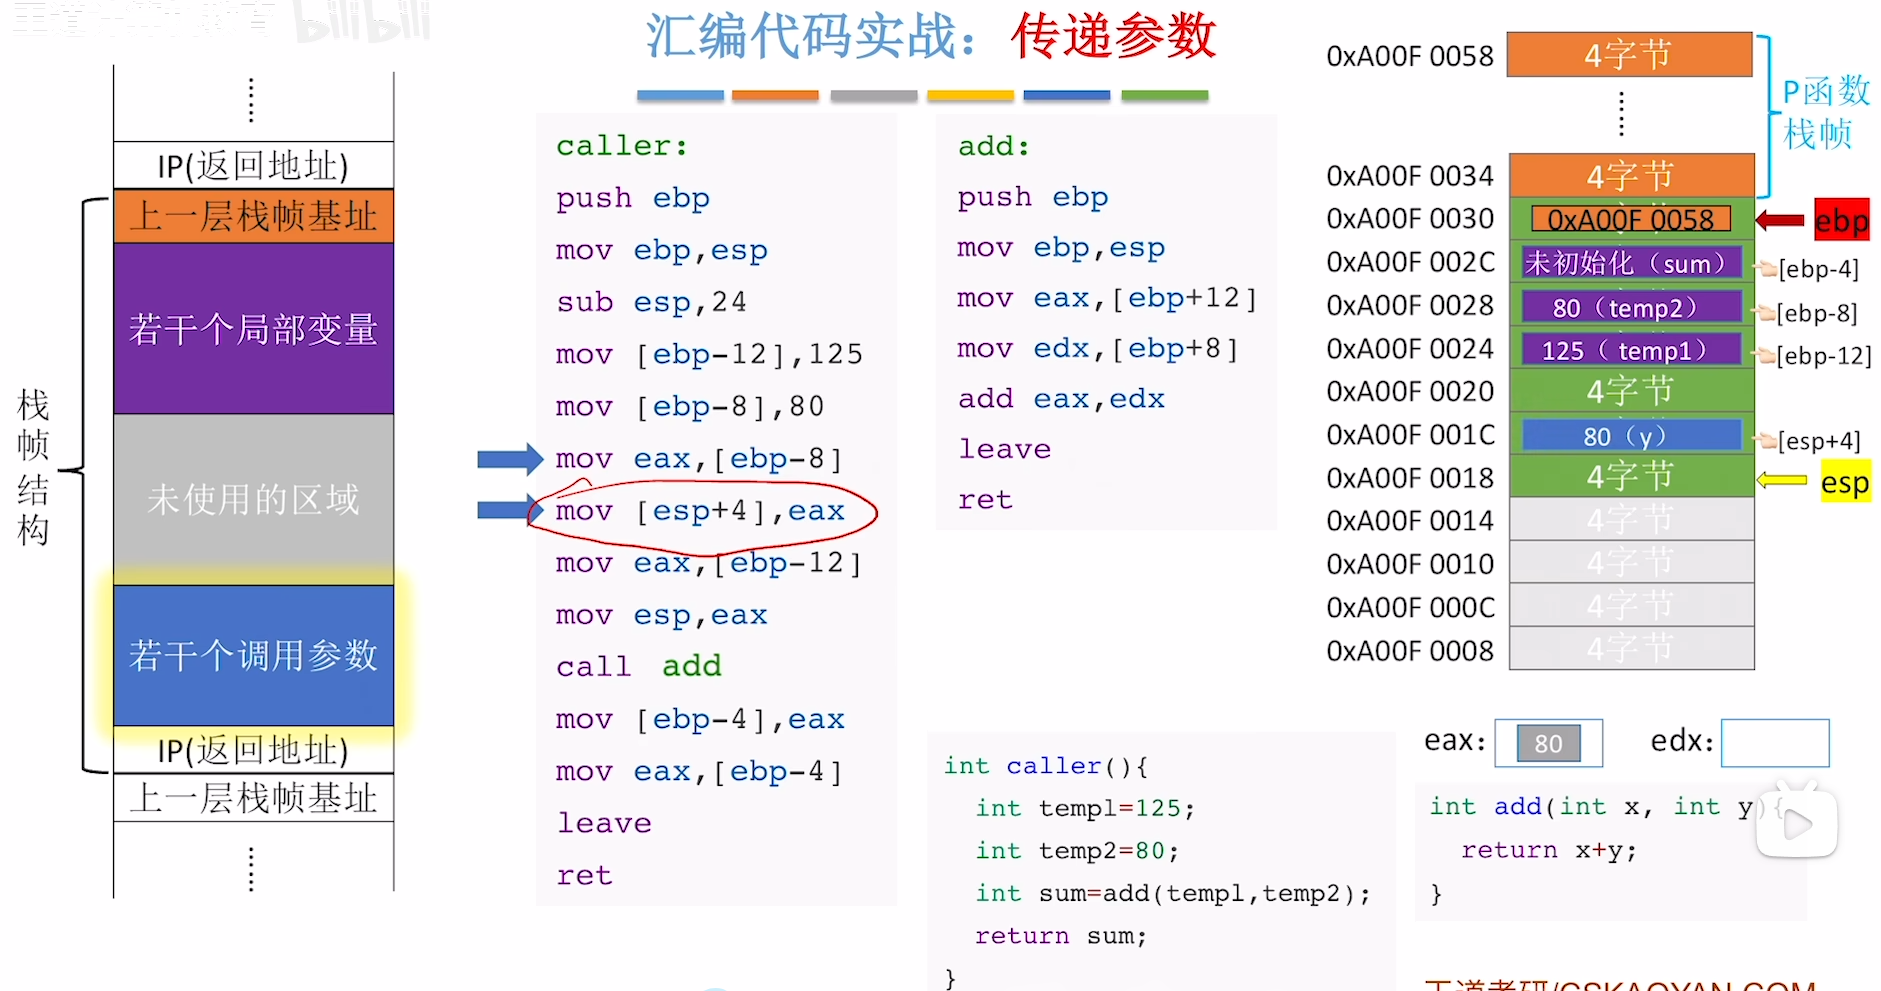 bilibili
汇编代码实战：传递参数
IP(返回地址)
上一层栈帧基址
若干个局部变量
未使用的区域
若干个调用参数
IP(返回地址)
上一层栈帧基址
栈帧结构
caller:
push ebp
mov ebp,esp
sub esp,24
mov [ebp-12],125
mov [ebp-8],80
mov eax,[ebp-8]
mov [esp+4],eax
mov eax,[ebp-12]
mov esp,eax
call add
mov [ebp-4],eax
mov eax,[ebp-4]
leave
ret
add:
push ebp
mov ebp,esp
mov eax,[ebp+12]
mov edx,[ebp+8]
add eax,edx
leave
ret
0xA00F 0058 4字节
P函数
栈帧
0xA00F 0034 4字节
0xA00F 0030 0xA00F 0058 ebp
0xA00F 002C 未初始化（sum） [ebp-4]
0xA00F 0028 80（temp2） [ebp-8]
0xA00F 0024 125（ temp1） [ebp-12]
0xA00F 0020 4字节
0xA00F 001C 80（y） [esp+4]
0xA00F 0018 4字节 esp
0xA00F 0014 4字节
0xA00F 0010 4字节
0xA00F 000C 4字节
0xA00F 0008 4字节
eax: 80 edx:
int caller(){
int temp1=125;
int temp2=80;
int sum=add(temp1,temp2);
return sum;
}
int add(int x, int y){
return x+y;
}
王道考研/CSKAOYAN.COM